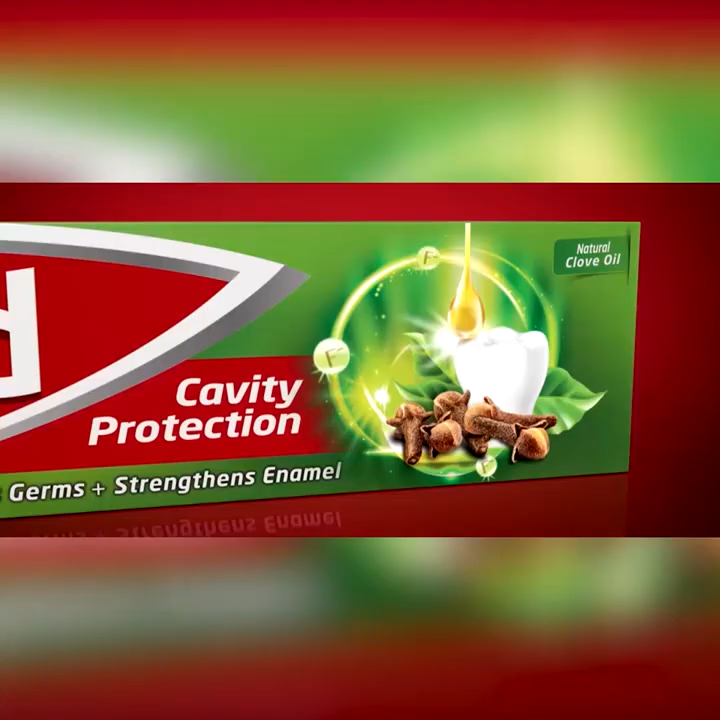 Natural
Clove Oil
d
F
F
F
Cavity
Protection
Germs + Strengthens Enamel